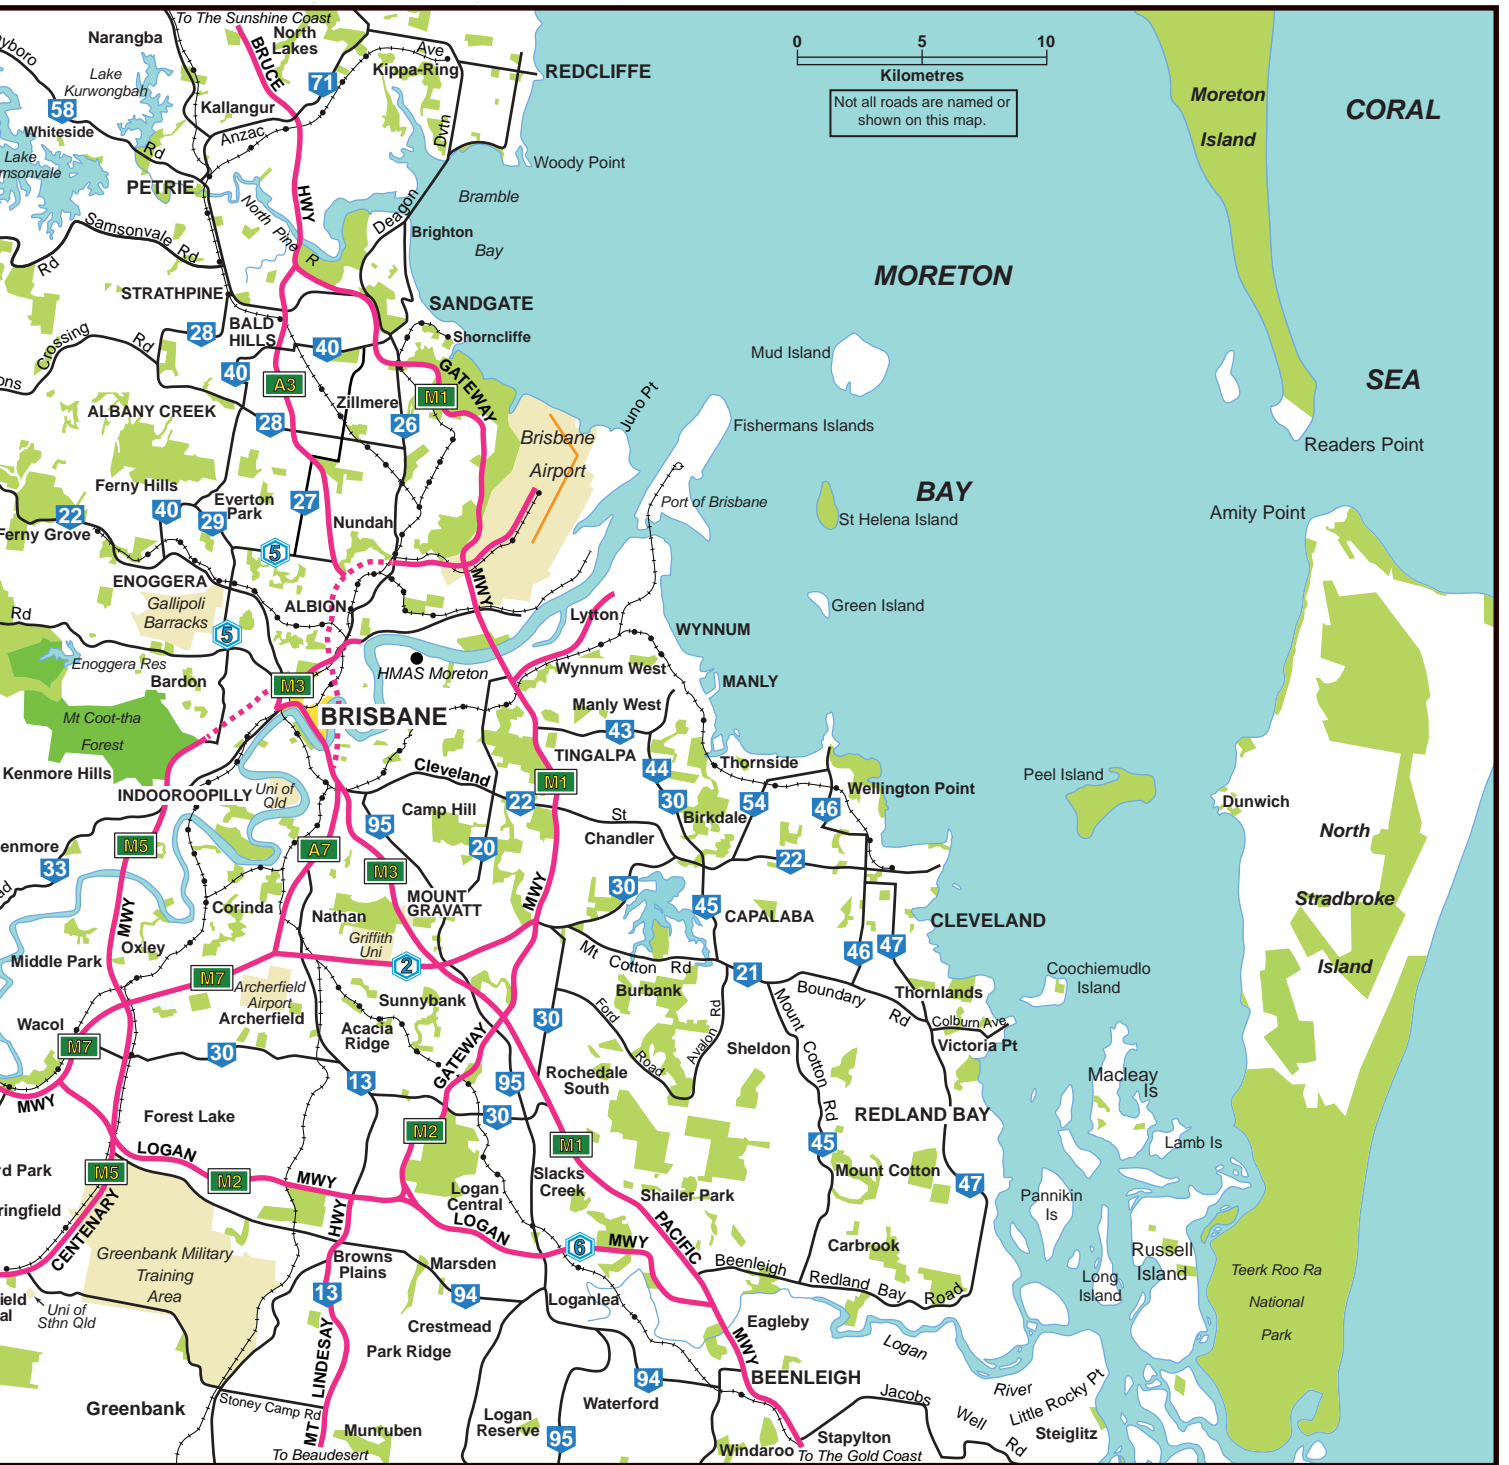 To The Sunshine Coast
Narangba
North
Lakes
BRUCE
Ave
Kippa-Ring
REDCLIFFE
0
5
10
Kilometres
Not all roads are named or
shown on this map.
Moreton
Island
CORAL
Lake
Kurwongbah
71
58
Kallangur
Whiteside
Anzac
Rd
Dvtn
Woody Point
Lake
PETRIE
HWY
North Pine R
Deagon
Bramble
Bay
Brighton
Samsonvale Rd
Rd
MORETON
STRATHPINE
SANDGATE
BALD
HILLS
28
40
Shorncliffe
Crossing
Rd
Mud Island
40
A3
GATEWAY
M1
SEA
Zillmere
ALBANY CREEK
28
26
Juno Pt
Fishermans Islands
Brisbane
Airport
Readers Point
Ferny Hills
Everton
Park
27
40
29
22
Port of Brisbane
BAY
St Helena Island
Amity Point
Nundah
Ferny Grove
5
ENOGGERA
MWY
Gallipoli
Barracks
ALBION
Green Island
Lytton
Rd
5
WYNNUM
Enoggera Res
Bardon
HMAS Moreton
Wynnum West
M3
MANLY
Mt Coot-tha
Forest
BRISBANE
Manly West
43
TINGALPA
Kenmore Hills
Cleveland
44
Thornside
Peel Island
INDOOROOPILLY
Uni of
Qld
M1
Wellington Point
22
30
54
46
Dunwich
Camp Hill
St
Birkdale
95
Chandler
North
M5
A7
20
22
33
M3
30
MOUNT
GRAVATT
MWY
Stradbroke
Corinda
45
CAPALABA
Nathan
CLEVELAND
MWY
Oxley
Griffith
Uni
46
47
Middle Park
2
Mt Cotton Rd
Island
M7
21
Coochiemudlo
Island
Archerfield
Airport
Archerfield
Burbank
Boundary Rd
Thornlands
Sunnybank
Ford
Road
Avalon Rd
Mount Cotton Rd
Wacol
Acacia
Ridge
30
Colburn Ave
Victoria Pt
M7
30
GATEWAY
Sheldon
13
95
Rochedale
South
Macleay
Is
MWY
Forest Lake
30
REDLAND BAY
M2
M1
45
Lamb Is
LOGAN
M5
M2
MWY
Slacks
Creek
Mount Cotton
47
CENTENARY
HWY
Logan
Central
Shailer Park
Pannikin
Is
LOGAN
6
MWY
PACIFIC
Greenbank Military
Training
Area
Browns
Plains
Marsden
Carbrook
Russell
Island
Beenleigh
Redland Bay Road
Teerk Roo Ra
National
Park
Long
Island
13
94
Loganlea
Uni of
Sthn Qld
Crestmead
Eagleby
Logan
River
LINDESAY
Park Ridge
MWY
94
BEENLEIGH
Little Rocky Pt
Greenbank
Stoney Camp Rd
Waterford
Jacobs
Well
Rd
Logan
Reserve
MT
Munruben
95
Stapylton
Steiglitz
Windaroo
To Beaudesert
To The Gold Coast